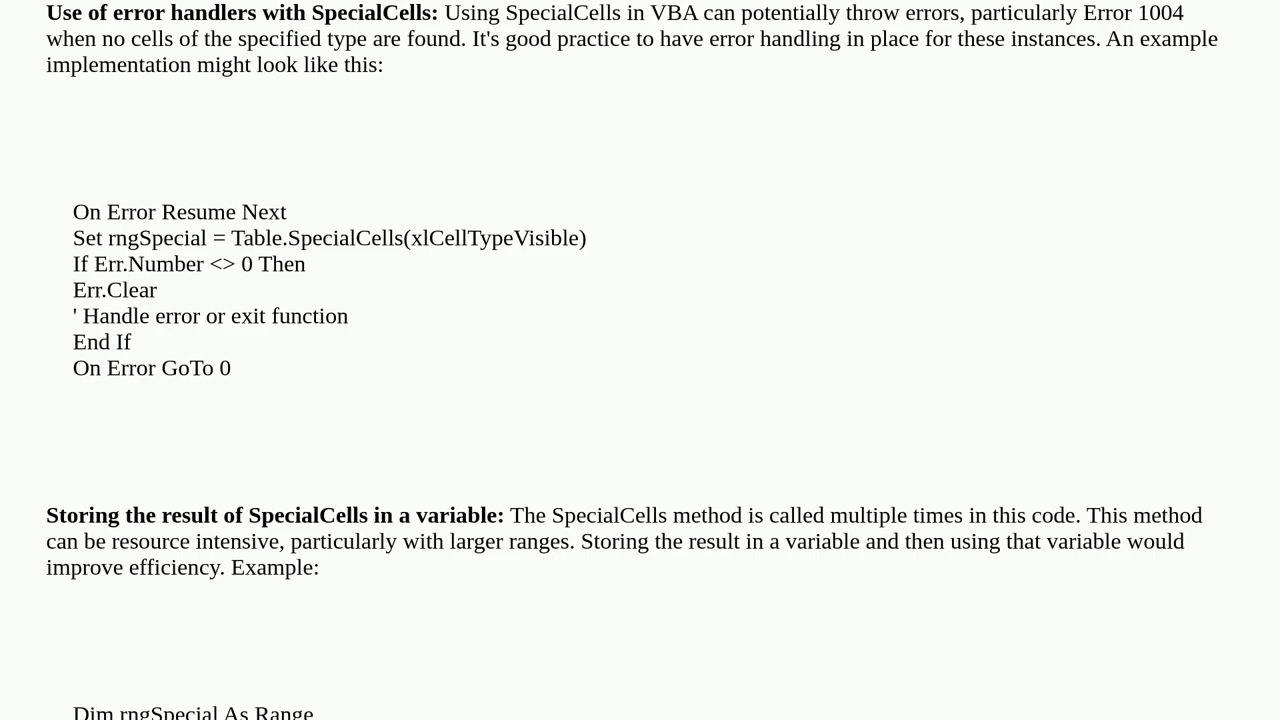 Use of error handlers with SpecialCells: Using SpecialCells in VBA can potentially throw errors, particularly Error 1004
when no cells of the specified type are found. It's good practice to have error handling in place for these instances. An example
implementation might look like this:
On Error Resume Next
Set rngSpecial = Table.SpecialCells(xlCellTypeVisible)
If Err.Number <> 0 Then
Err.Clear
' Handle error or exit function
End If
On Error GoTo 0
Storing the result of SpecialCells in a variable: The SpecialCells method is called multiple times in this code. This method
can be resource intensive, particularly with larger ranges. Storing the result in a variable and then using that variable would
improve efficiency. Example:
Dim rngSpecial As Range